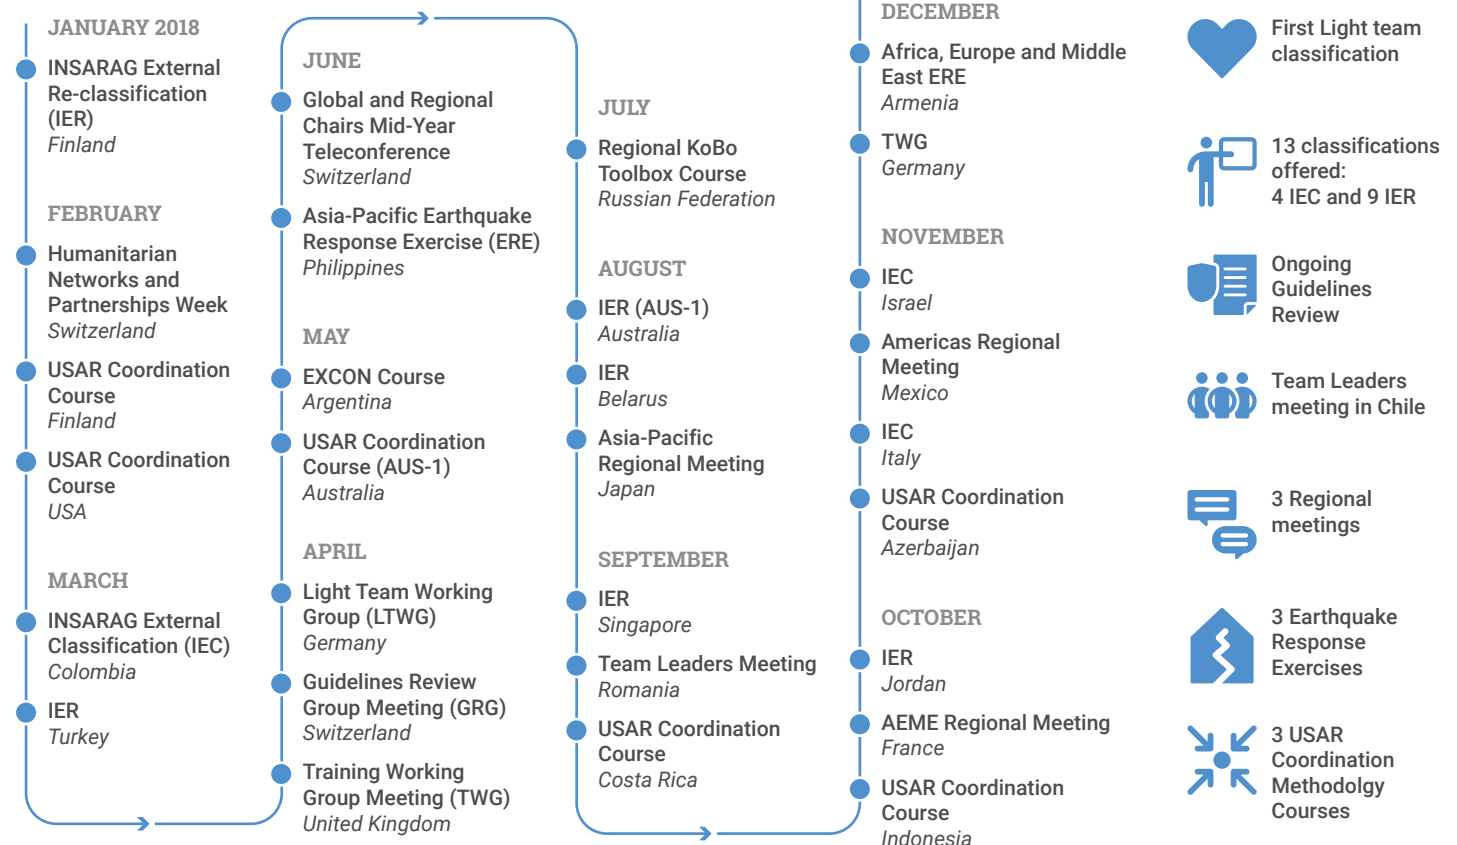 JANUARY 2018
INSARAG External
Re-classification
(IER)
Finland
FEBRUARY
Humanitarian
Networks and
Partnerships Week
Switzerland
USAR Coordination
Course
Finland
USAR Coordination
Course
USA
MARCH
INSARAG External
Classification (IEC)
Colombia
IER
Turkey
JUNE
Global and Regional
Chairs Mid-Year
Teleconference
Switzerland
Asia-Pacific Earthquake
Response Exercise (ERE)
Philippines
MAY
EXCON Course
Argentina
USAR Coordination
Course (AUS-1)
Australia
APRIL
Light Team Working
Group (LTWG)
Germany
Guidelines Review
Group Meeting (GRG)
Switzerland
Training Working
Group Meeting (TWG)
United Kingdom
JULY
Regional KoBo
Toolbox Course
Russian Federation
AUGUST
IER (AUS-1)
Australia
IER
Belarus
Asia-Pacific
Regional Meeting
Japan
SEPTEMBER
IER
Singapore
Team Leaders Meeting
Romania
USAR Coordination
Course
Costa Rica
DECEMBER
Africa, Europe and Middle
East ERE
Armenia
TWG
Germany
NOVEMBER
IEC
Israel
Americas Regional
Meeting
Mexico
IEC
Italy
USAR Coordination
Course
Azerbaijan
OCTOBER
IER
Jordan
AEME Regional Meeting
France
USAR Coordination
Course
Indonesia
First Light team
classification
13 classifications
offered:
4 IEC and 9 IER
Ongoing
Guidelines
Review
Team Leaders
meeting in Chile
3 Regional
meetings
3 Earthquake
Response
Exercises
3 USAR
Coordination
Methodolgy
Courses